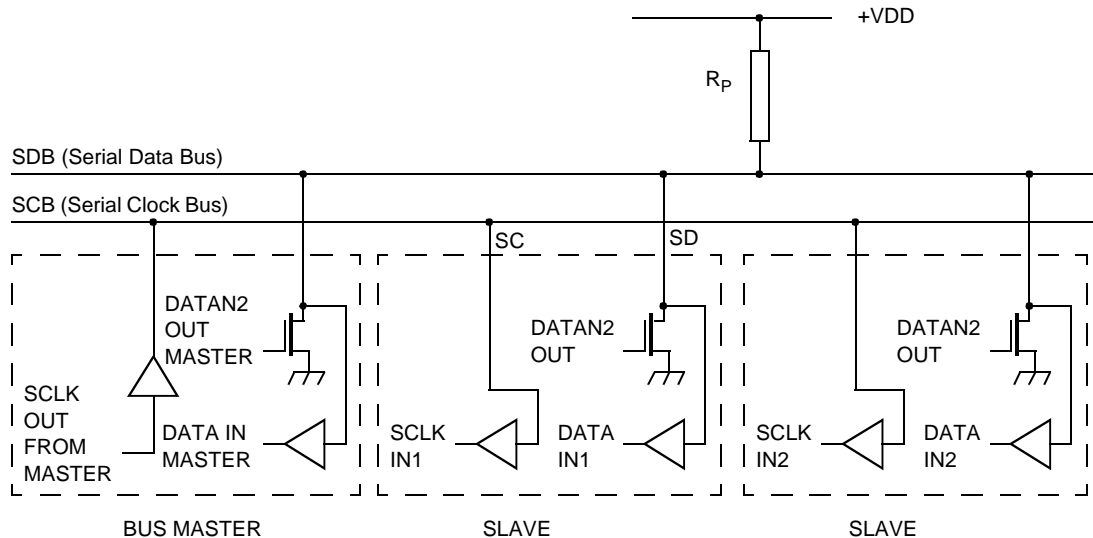 +VDD
RP
SDB (Serial Data Bus)
SCB (Serial Clock Bus)
SC
SD
DATAN2
OUT
MASTER
SCLK
OUT
FROM
MASTER
DATA IN
MASTER
DATAN2
OUT
SCLK
IN1
DATA
IN1
DATAN2
OUT
SCLK
IN2
DATA
IN2
BUS MASTER
SLAVE
SLAVE